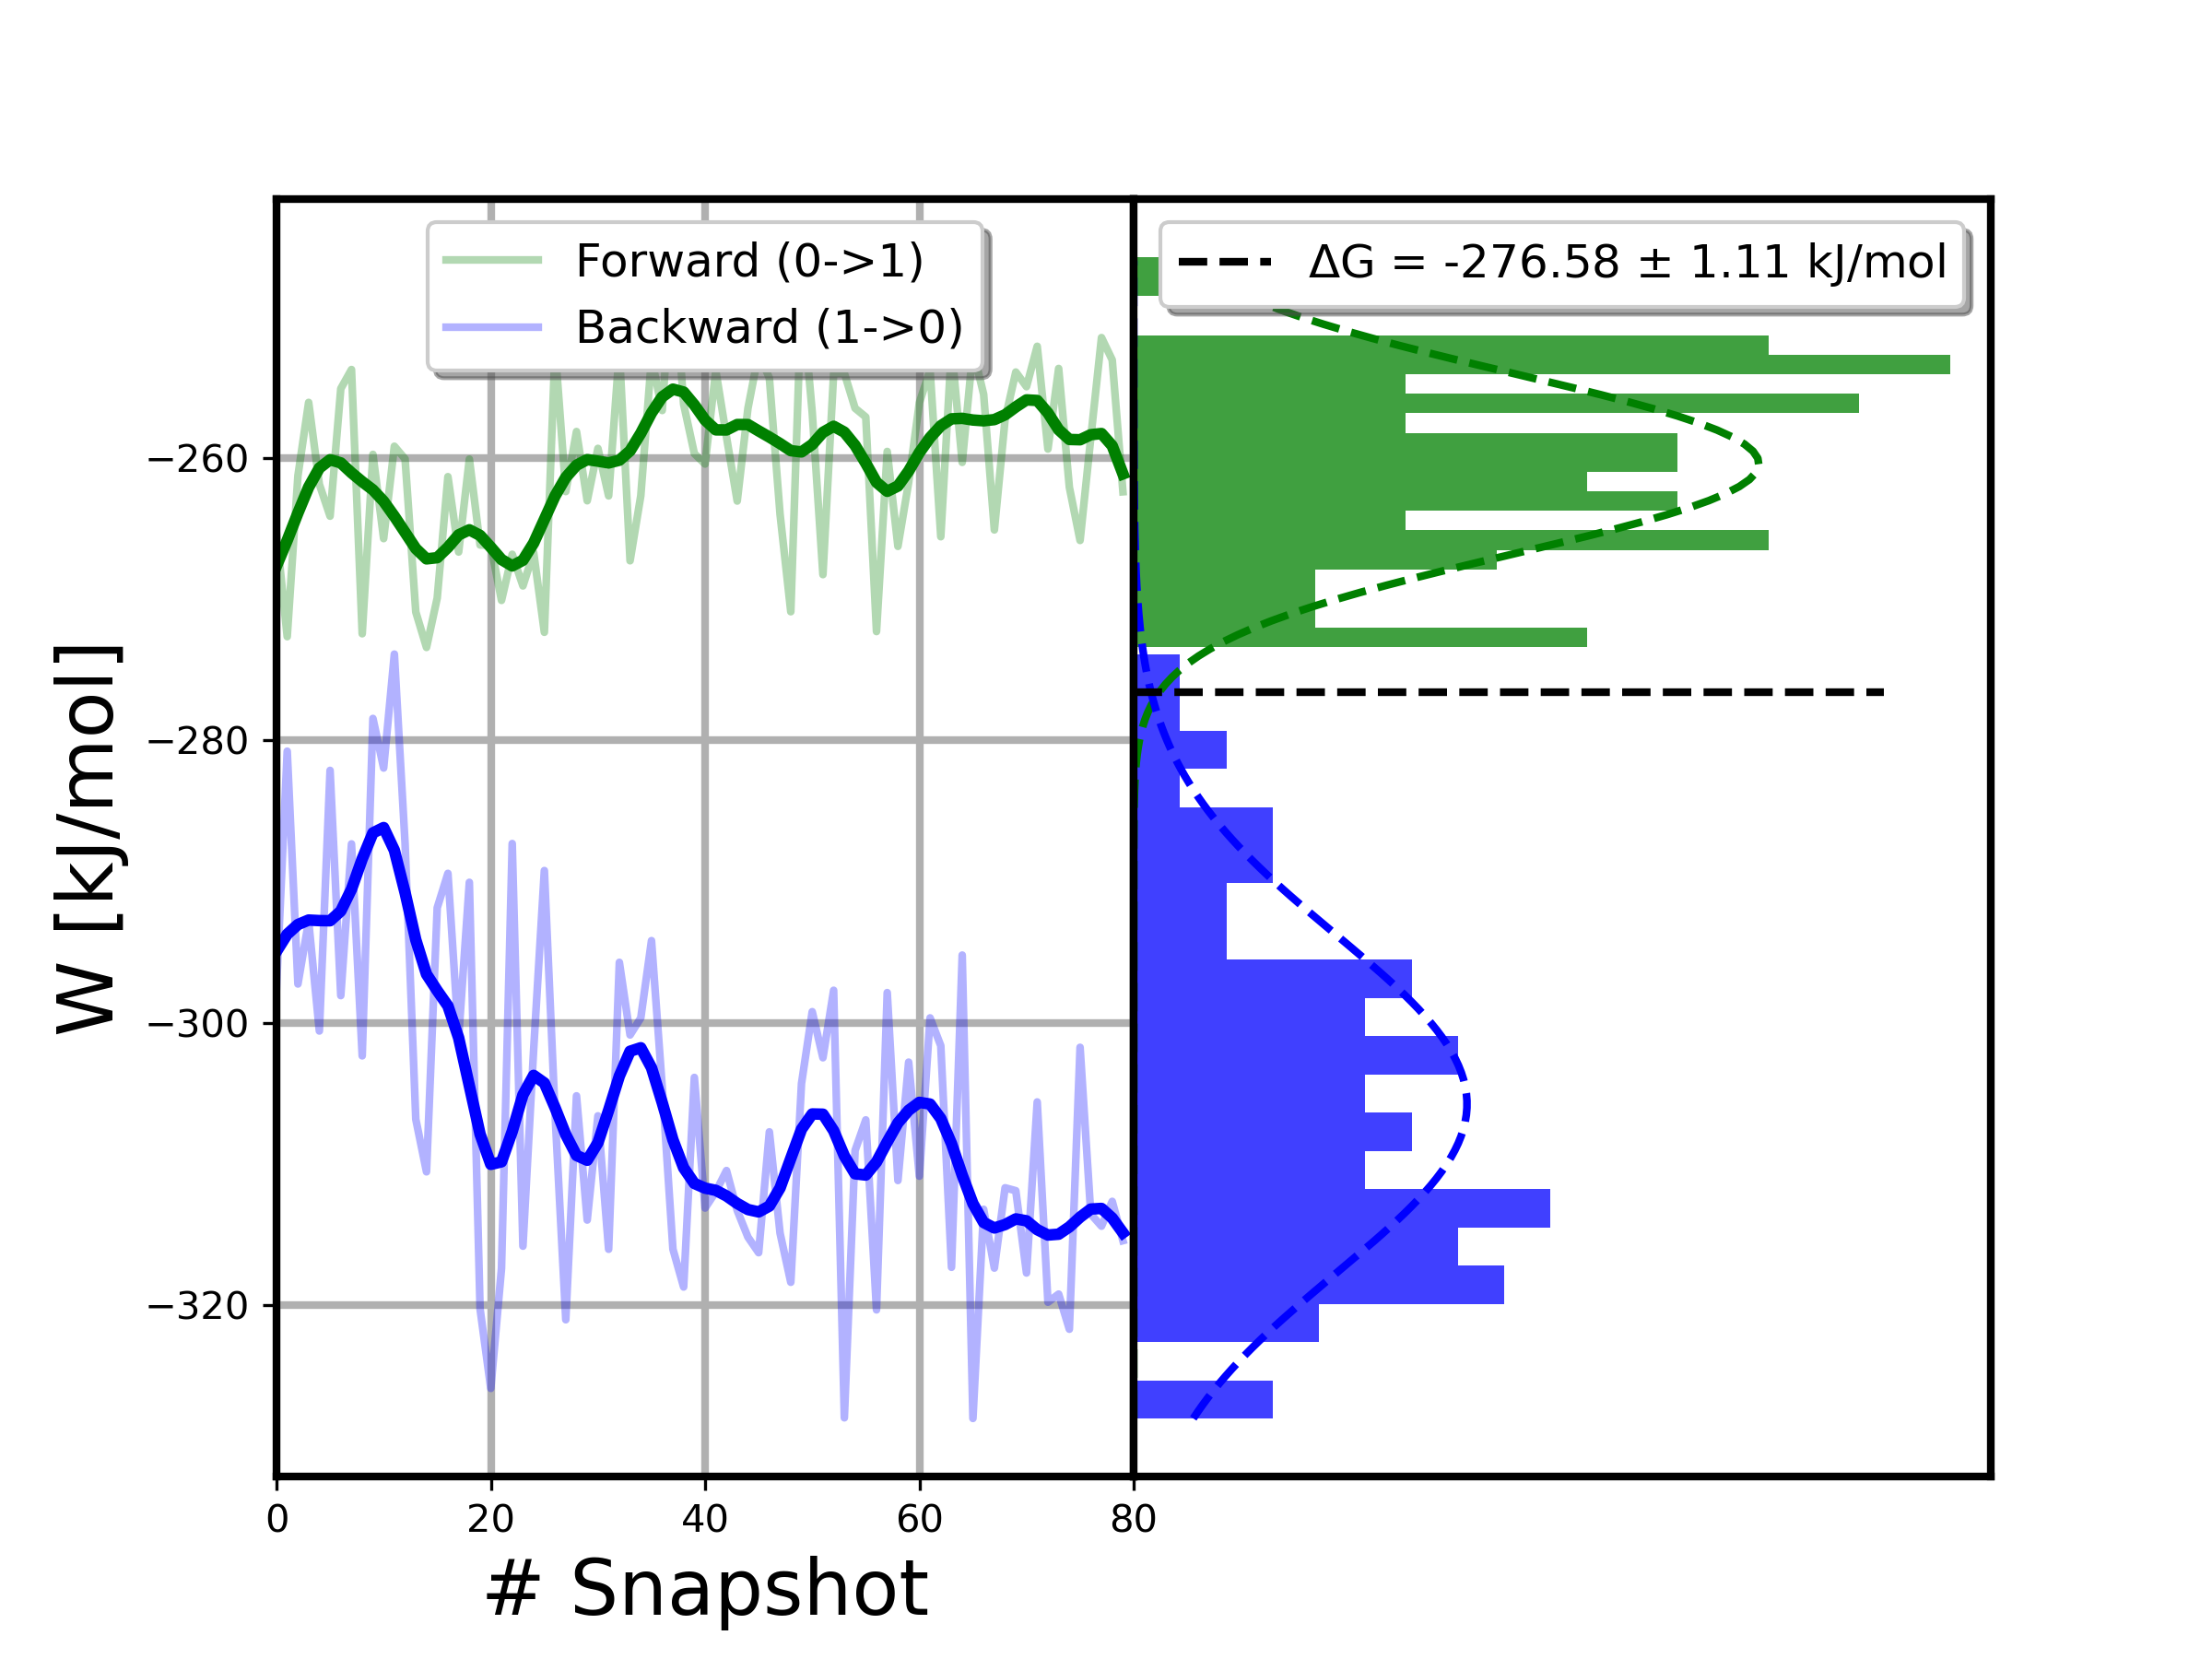 Forward (0->1)
Backward (1->0)
ΔG = -276.58 ± 1.11 kJ/mol
W [kJ/mol]
−260
−280
−300
−320
0 20 40 60 80
# Snapshot